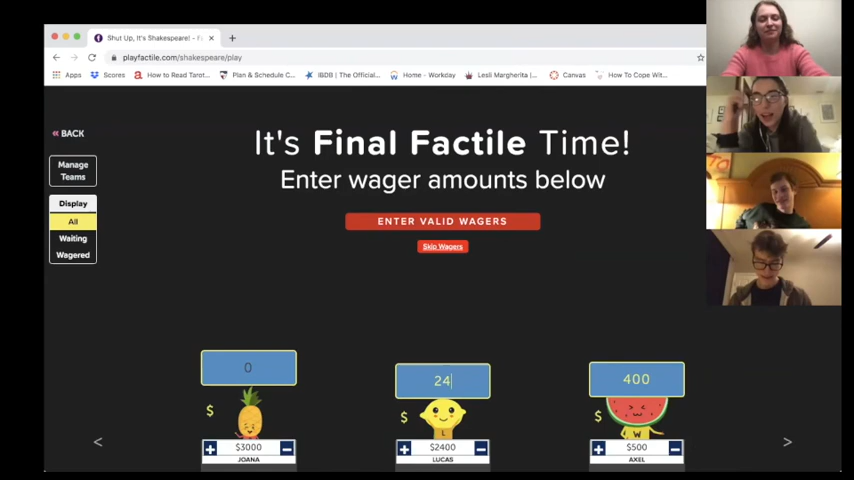 Shut Up, It's Shakespeare! - Fa
playfactile.com/shakespeare/play
Apps
Scores
How to Read Tarot...
Plan & Schedule C...
IBDB | The Official...
Home - Workday
Lesli Margherita (...
Canvas
How To Cope Wit...
« BACK
Manage
Teams
Display
All
Waiting
Wagered
It's Final Factile Time!
Enter wager amounts below
ENTER VALID WAGERS
Skip Wagers
0
24
400
$
$
$
L
W
+ $3000 −
+ $2400 −
+ $500 −
JOANA
LUCAS
AXEL
< >